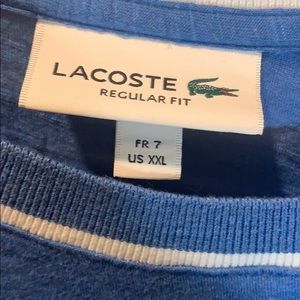 LACOSTE
REGULAR FIT
FR 7
US XXL